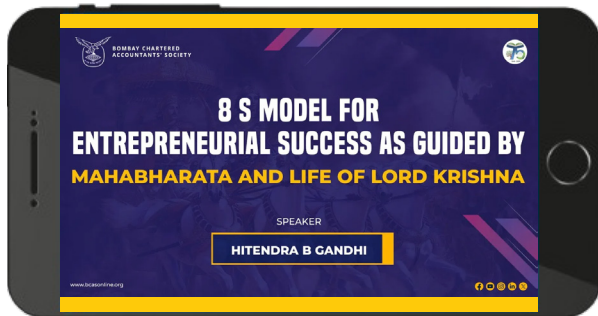 BOMBAY CHARTERED
ACCOUNTANTS' SOCIETY
75
8 S MODEL FOR
ENTREPRENEURIAL SUCCESS AS GUIDED BY
MAHABHARATA AND LIFE OF LORD KRISHNA
SPEAKER
HITENDRA B GANDHI
www.bcasonline.org